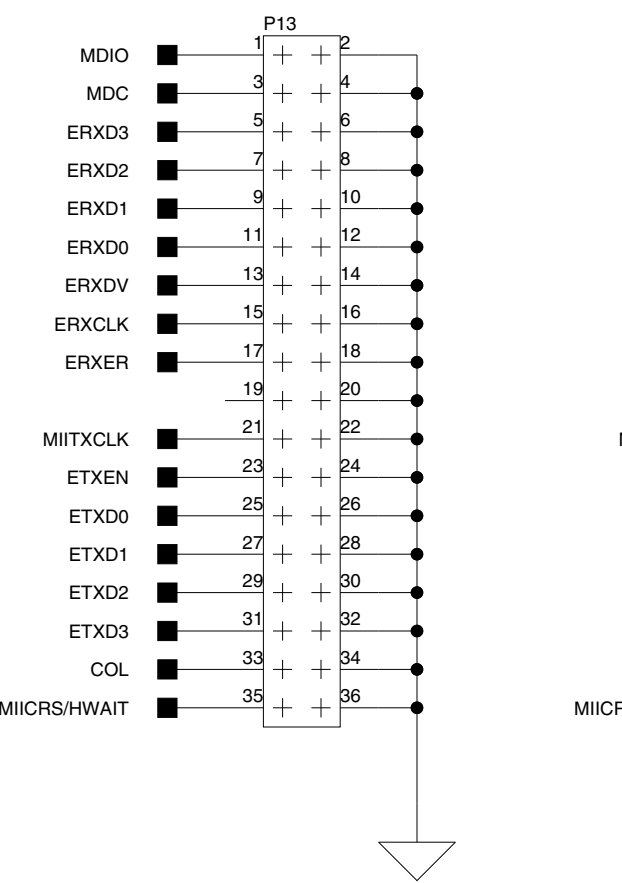 P13
MDIO 1 2
MDC 3 4
ERXD3 5 6
ERXD2 7 8
ERXD1 9 10
ERXD0 11 12
ERXDV 13 14
ERXCLK 15 16
ERXER 17 18
19 20
MIITXCLK 21 22
ETXEN 23 24
ETXD0 25 26
ETXD1 27 28
ETXD2 29 30
ETXD3 31 32
COL 33 34
MIICRS/HWAIT 35 36 MIICR